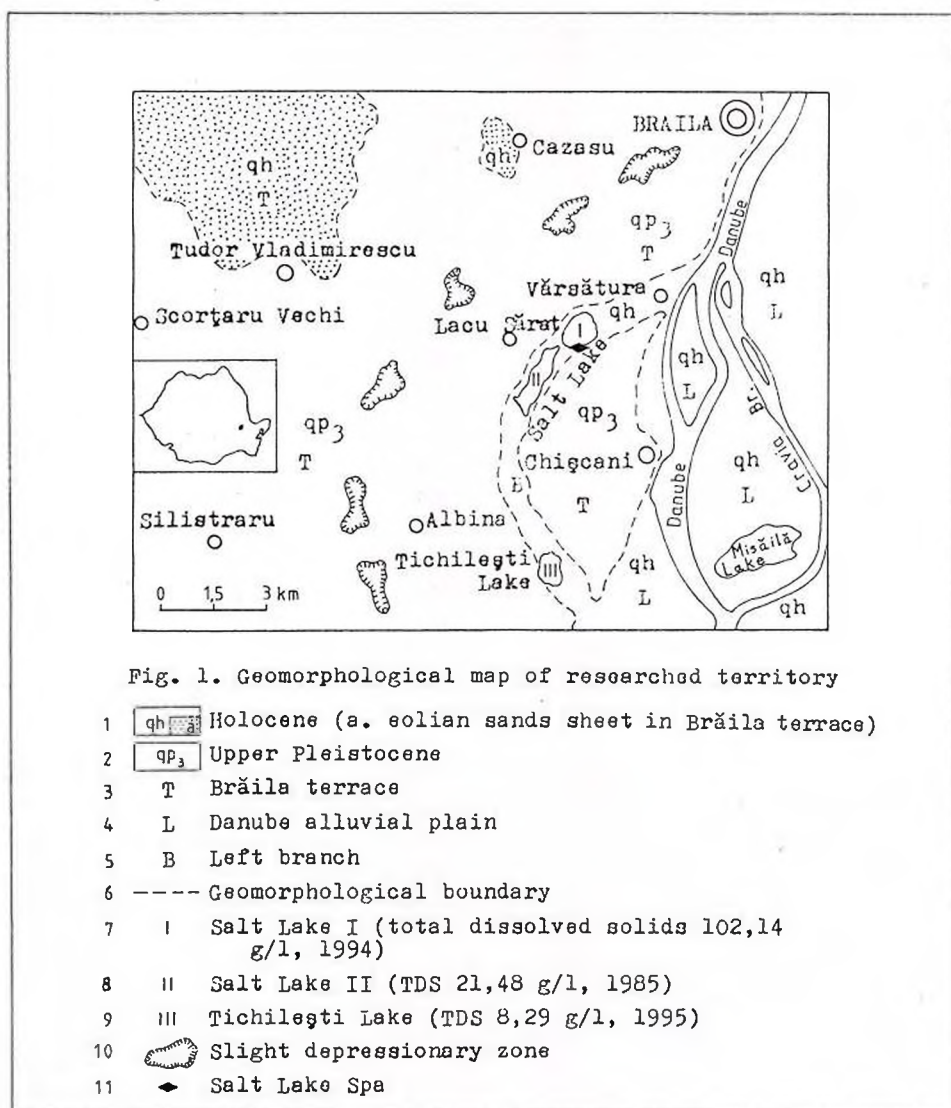 BRAILA
qh
Cazasu
qh
T
qp3
T
Danube
Tudor Vladimirescu
Vărsătura
qh
L
Scorţaru Vechi
Lacu Sărat
I
qh
II
Salt Lake
qh
L
Br.
Cravia
qp3
T
qp3
Chişcani
T
B
Danube
qh
L
Silistraru
Albina
Misăilă
Lake
Tichileşti
Lake
III
qh
L
qh
0 1,5 3 km
Fig. 1. Geomorphological map of researched territory
1 qh a Holocene (a. eolian sands sheet in Brăila terrace)
2 qp3 Upper Pleistocene
3 T Brăila terrace
4 L Danube alluvial plain
5 B Left branch
6 ---- Geomorphological boundary
7 I Salt Lake I (total dissolved solids 102,14
g/l, 1994)
8 II Salt Lake II (TDS 21,48 g/l, 1985)
9 III Tichileşti Lake (TDS 8,29 g/l, 1995)
10 Slight depressionary zone
11 Salt Lake Spa